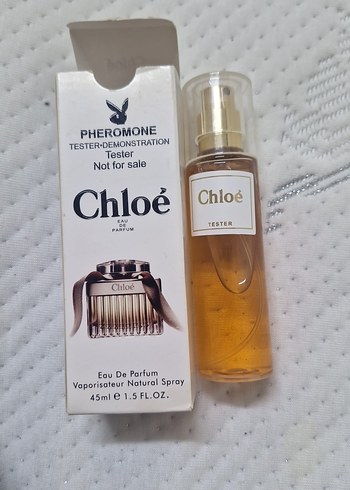 PHEROMONE
TESTER•DEMONSTRATION
Tester
Not for sale
Chloé
EAU
DE
PARFUM
Chloé
Eau De Parfum
Vaporisateur Natural Spray
45ml e 1.5 FL.OZ.
Chloé
TESTER